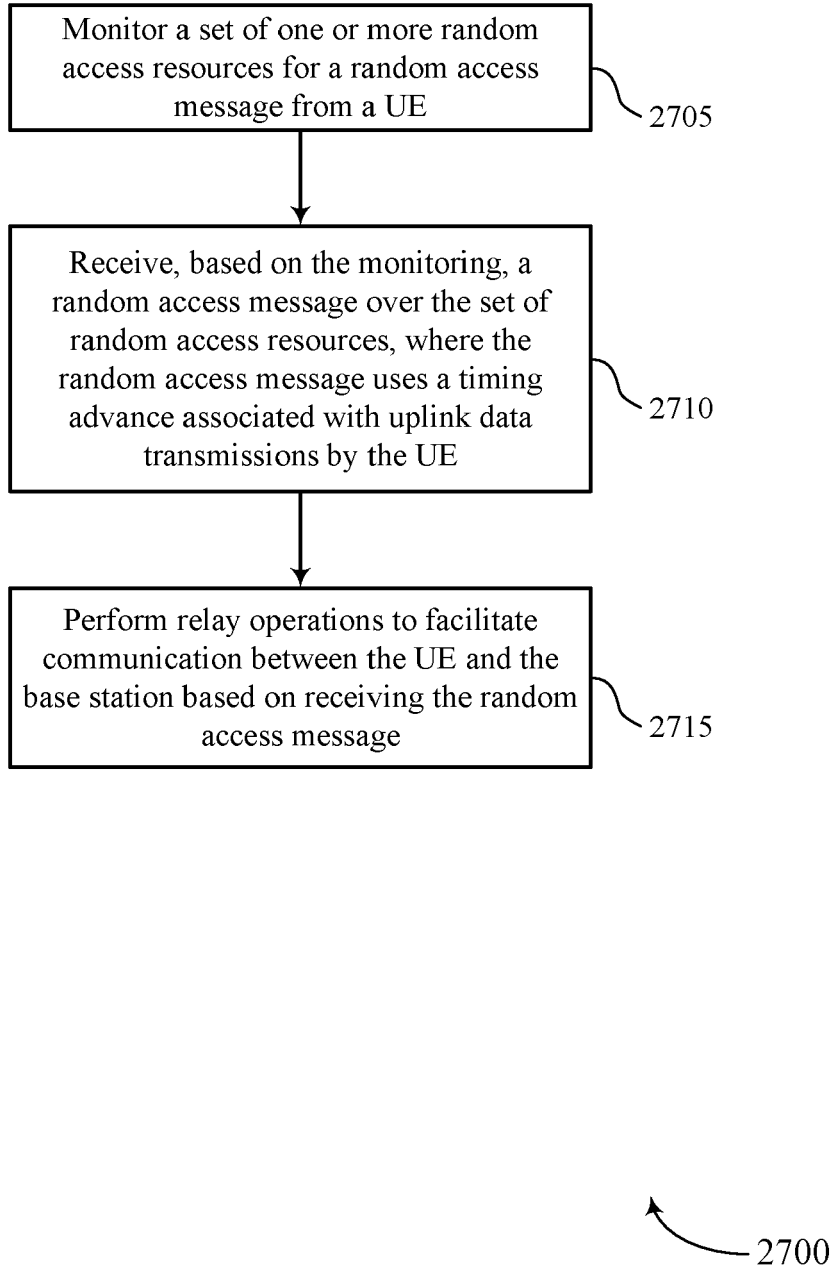 Monitor a set of one or more random
access resources for a random access
message from a UE
2705
Receive, based on the monitoring, a
random access message over the set of
random access resources, where the
random access message uses a timing
advance associated with uplink data
transmissions by the UE
2710
Perform relay operations to facilitate
communication between the UE and the
base station based on receiving the random
access message
2715
2700